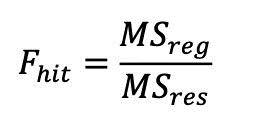 F_hit = MS_reg / MS_res